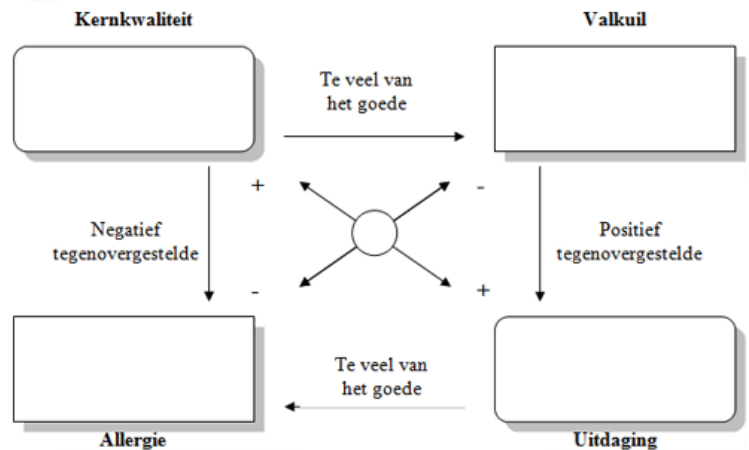 Kernkwaliteit
Valkuil
Te veel van
het goede
+
-
Negatief
tegenovergestelde
Positief
tegenovergestelde
-
+
Te veel van
het goede
Allergie
Uitdaging